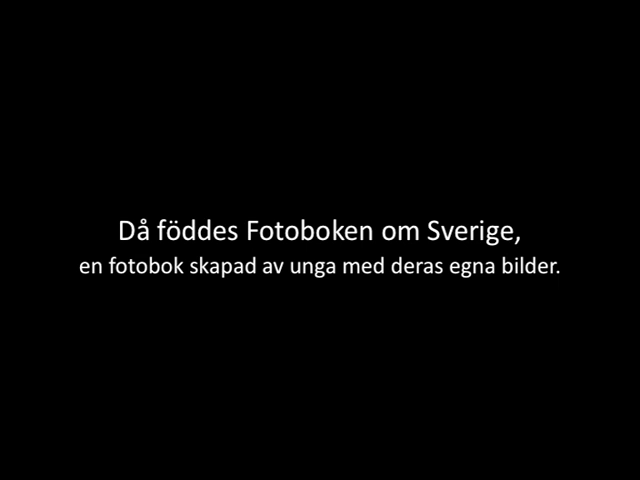 Då föddes Fotoboken om Sverige,
en fotobok skapad av unga med deras egna bilder.